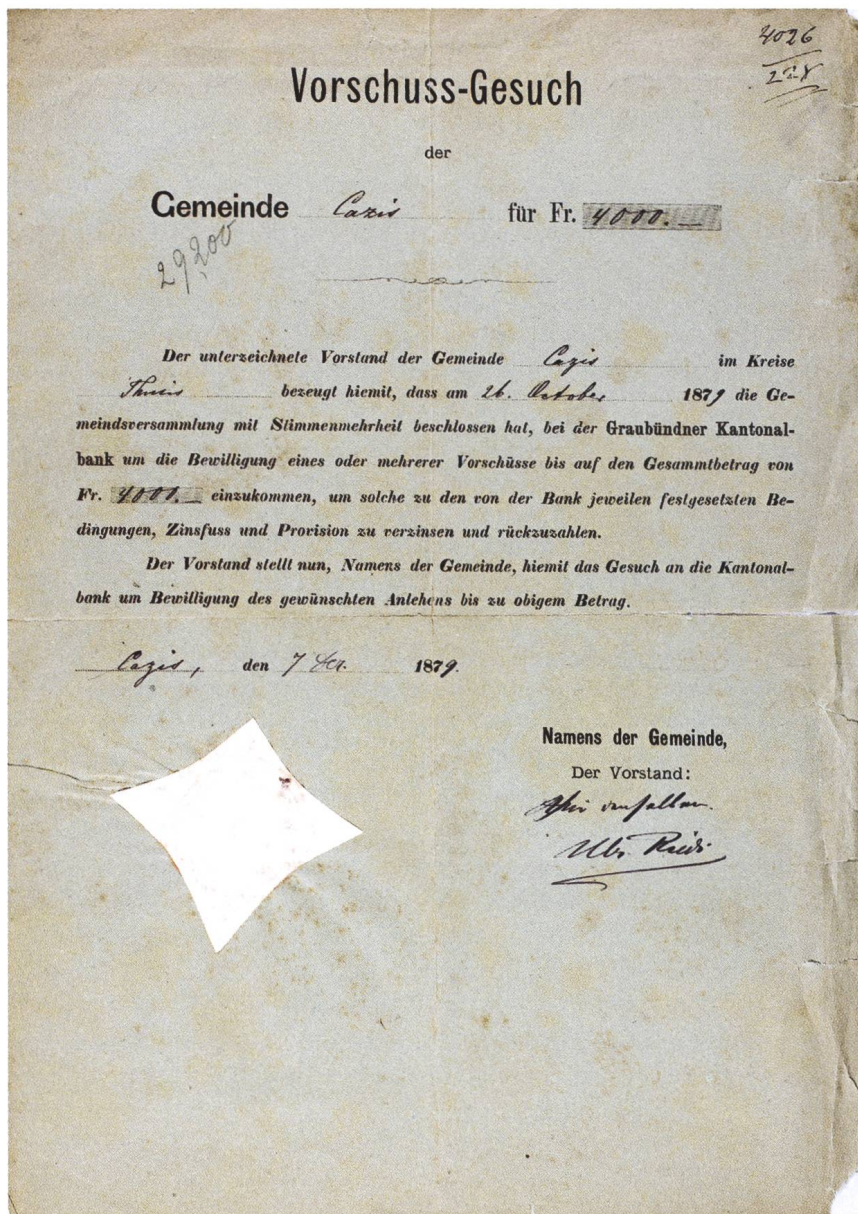 4026
Vorschuss-Gesuch
der
Gemeinde Cazis für Fr. 4000.—
29200
Der unterzeichnete Vorstand der Gemeinde Cazis im Kreise
Thusis bezeugt hiemit, dass am 26. October 1879 die Ge-
meindsversammlung mit Stimmenmehrheit beschlossen hat, bei der Graubündner Kantonal-
bank um die Bewilligung eines oder mehrerer Vorschüsse bis auf den Gesammtbetrag von
Fr. 4000.— einzukommen, um solche zu den von der Bank jeweilen festgesetzten Be-
dingungen, Zinsfuss und Provision zu verzinsen und rückzuzahlen.
Der Vorstand stellt nun, Namens der Gemeinde, hiemit das Gesuch an die Kantonal-
bank um Bewilligung des gewünschten Anlehens bis zu obigem Betrag.
Cazis, den 7 1879.
Namens der Gemeinde,
Der Vorstand:
Riedi